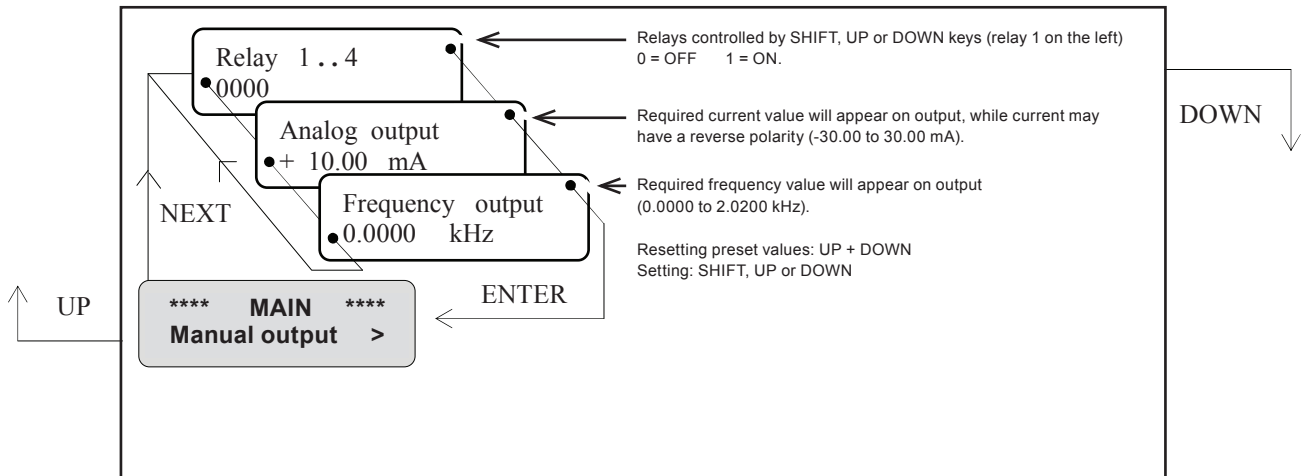 Relay 1 . . 4
0000
Relays controlled by SHIFT, UP or DOWN keys (relay 1 on the left)
0 = OFF 1 = ON.
Analog output
+ 10.00 mA
Required current value will appear on output, while current may
have a reverse polarity (-30.00 to 30.00 mA).
Frequency output
0.0000 kHz
Required frequency value will appear on output
(0.0000 to 2.0200 kHz).
Resetting preset values: UP + DOWN
Setting: SHIFT, UP or DOWN
NEXT
ENTER
UP
DOWN
**** MAIN ****
Manual output >